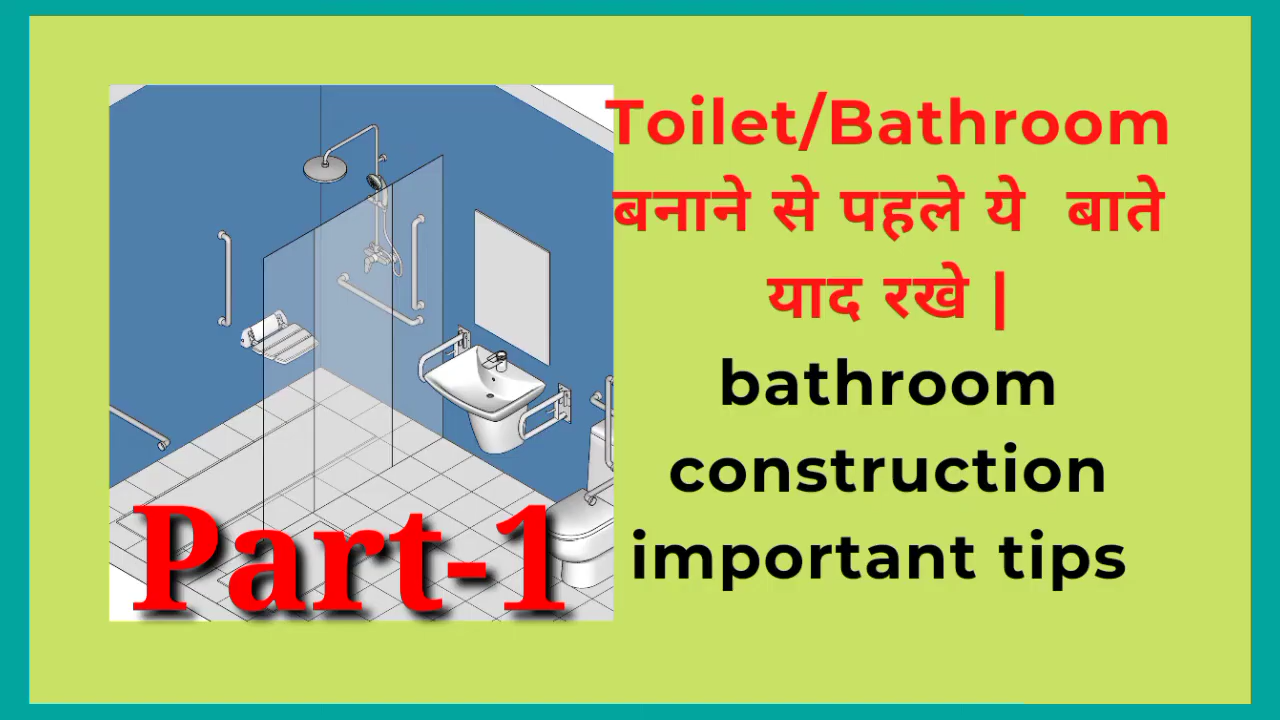 Toilet/Bathroom
बनाने से पहले ये बाते
याद रखे |
bathroom
construction
important tips
Part-1